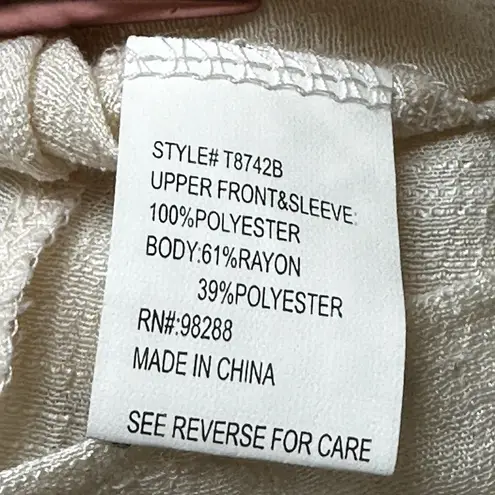 STYLE# T8742B
UPPER FRONT&SLEEVE:
100%POLYESTER
BODY:61%RAYON
39%POLYESTER
RN#:98288
MADE IN CHINA
SEE REVERSE FOR CARE